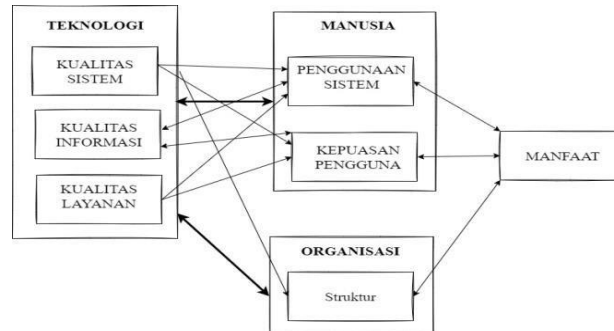 TEKNOLOGI
KUALITAS
SISTEM
KUALITAS
INFORMASI
KUALITAS
LAYANAN
MANUSIA
PENGGUNAAN
SISTEM
KEPUASAN
PENGGUNA
ORGANISASI
Struktur
MANFAAT